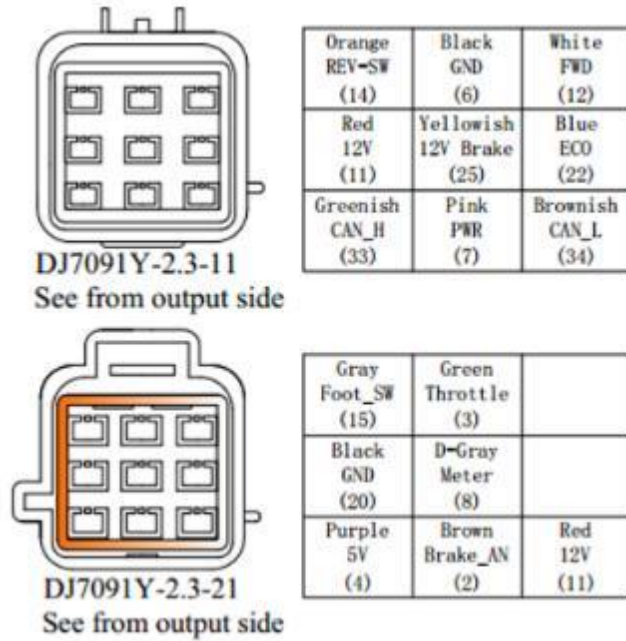 Orange Black White
REV-SW GND FWD
(14) (6) (12)
Red Yellowish Blue
12V 12V Brake ECO
(11) (25) (22)
Greenish Pink Brownish
CAN_H PWR CAN_L
(33) (7) (34)
DJ7091Y-2.3-11
See from output side
Gray Green
Foot_SW Throttle
(15) (3)
Black D-Gray
GND Meter
(20) (8)
Purple Brown Red
5V Brake_AN 12V
(4) (2) (11)
DJ7091Y-2.3-21
See from output side